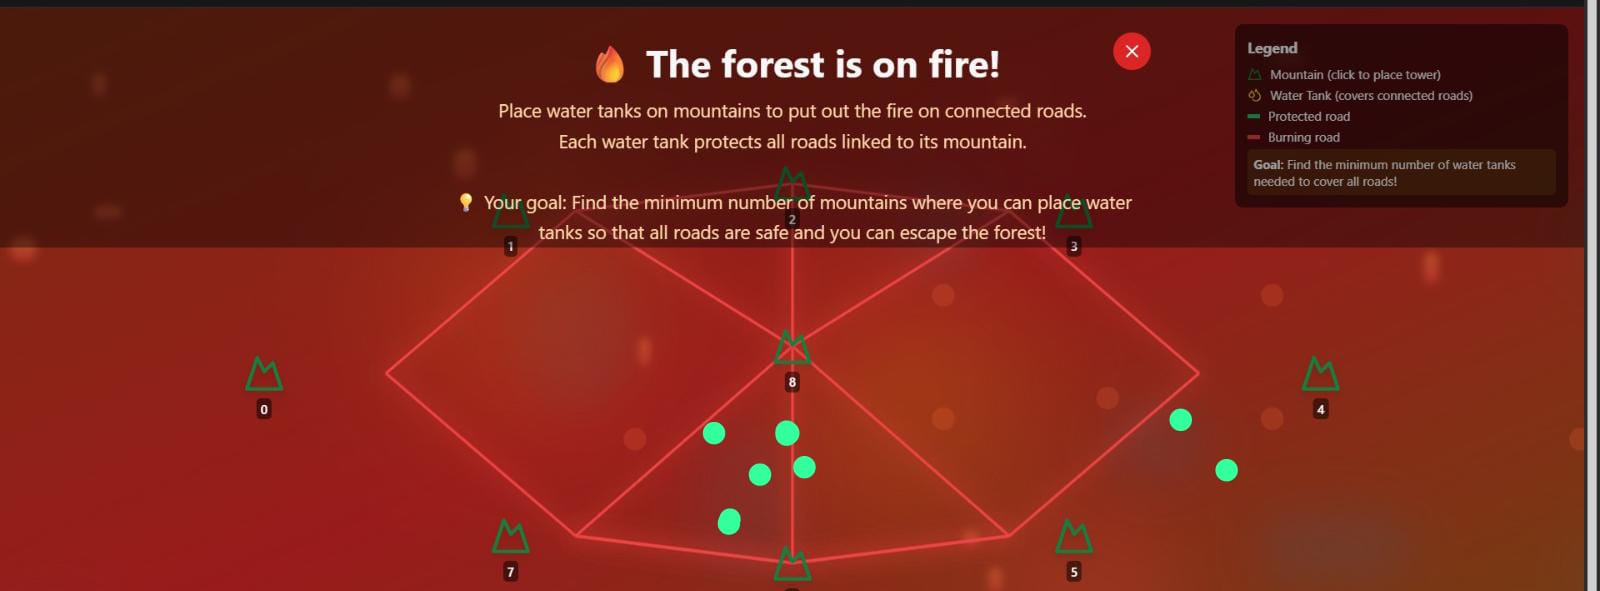 🔥 The forest is on fire!
Place water tanks on mountains to put out the fire on connected roads.
Each water tank protects all roads linked to its mountain.
💡 Your goal: Find the minimum number of mountains where you can place water
tanks so that all roads are safe and you can escape the forest!
Legend
Mountain (click to place tower)
Water Tank (covers connected roads)
Protected road
Burning road
Goal: Find the minimum number of water tanks
needed to cover all roads!
2
1
3
8
0
4
7
5